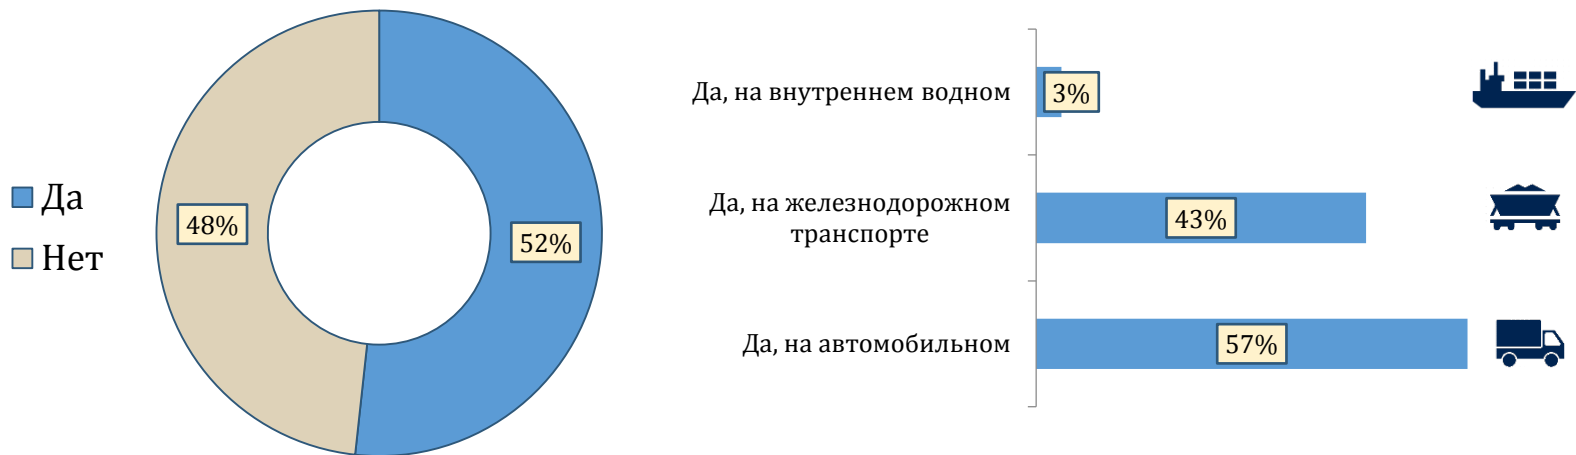 Да
Нет
48%
52%
Да, на внутреннем водном
3%
Да, на железнодорожном
транспорте
43%
Да, на автомобильном
57%